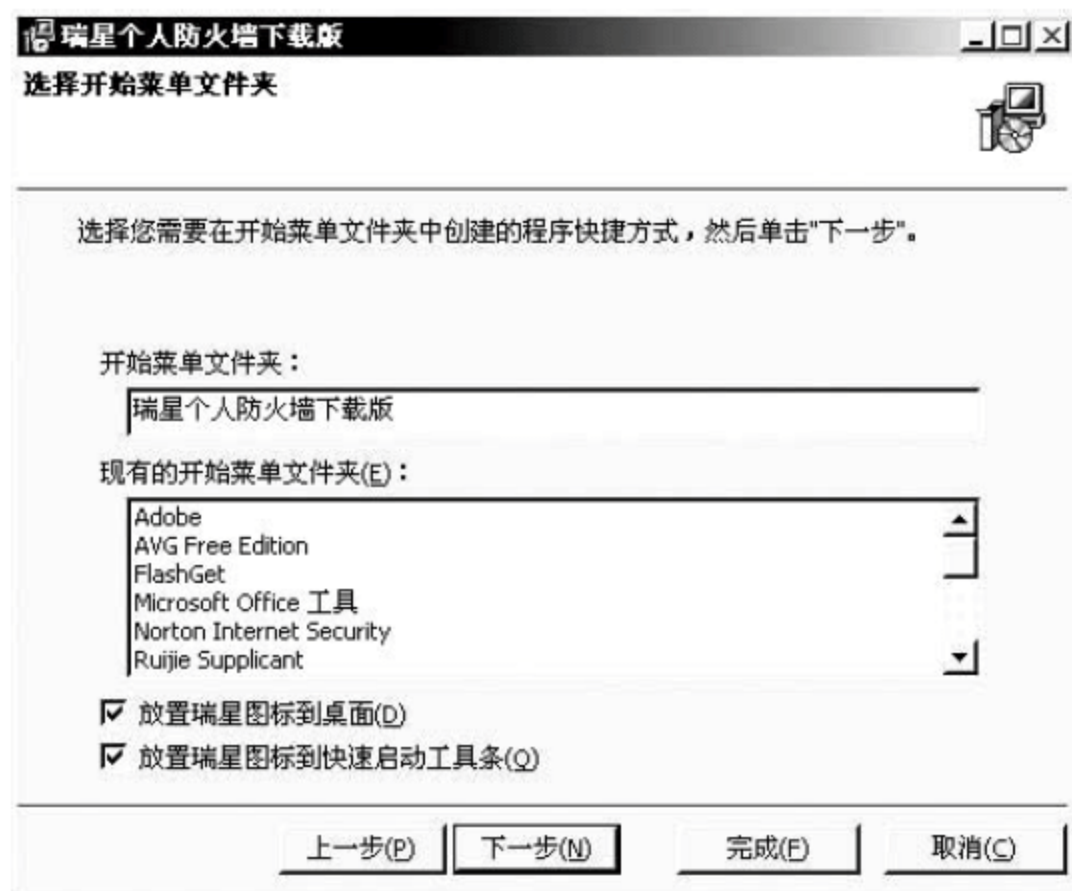 瑞星个人防火墙下载版
选择开始菜单文件夹
选择您需要在开始菜单文件夹中创建的程序快捷方式，然后单击"下一步"。
开始菜单文件夹：
瑞星个人防火墙下载版
现有的开始菜单文件夹(E)：
Adobe
AVG Free Edition
FlashGet
Microsoft Office 工具
Norton Internet Security
Ruijie Supplicant
放置瑞星图标到桌面(D)
放置瑞星图标到快速启动工具条(Q)
上一步(P) 下一步(N) 完成(F) 取消(C)